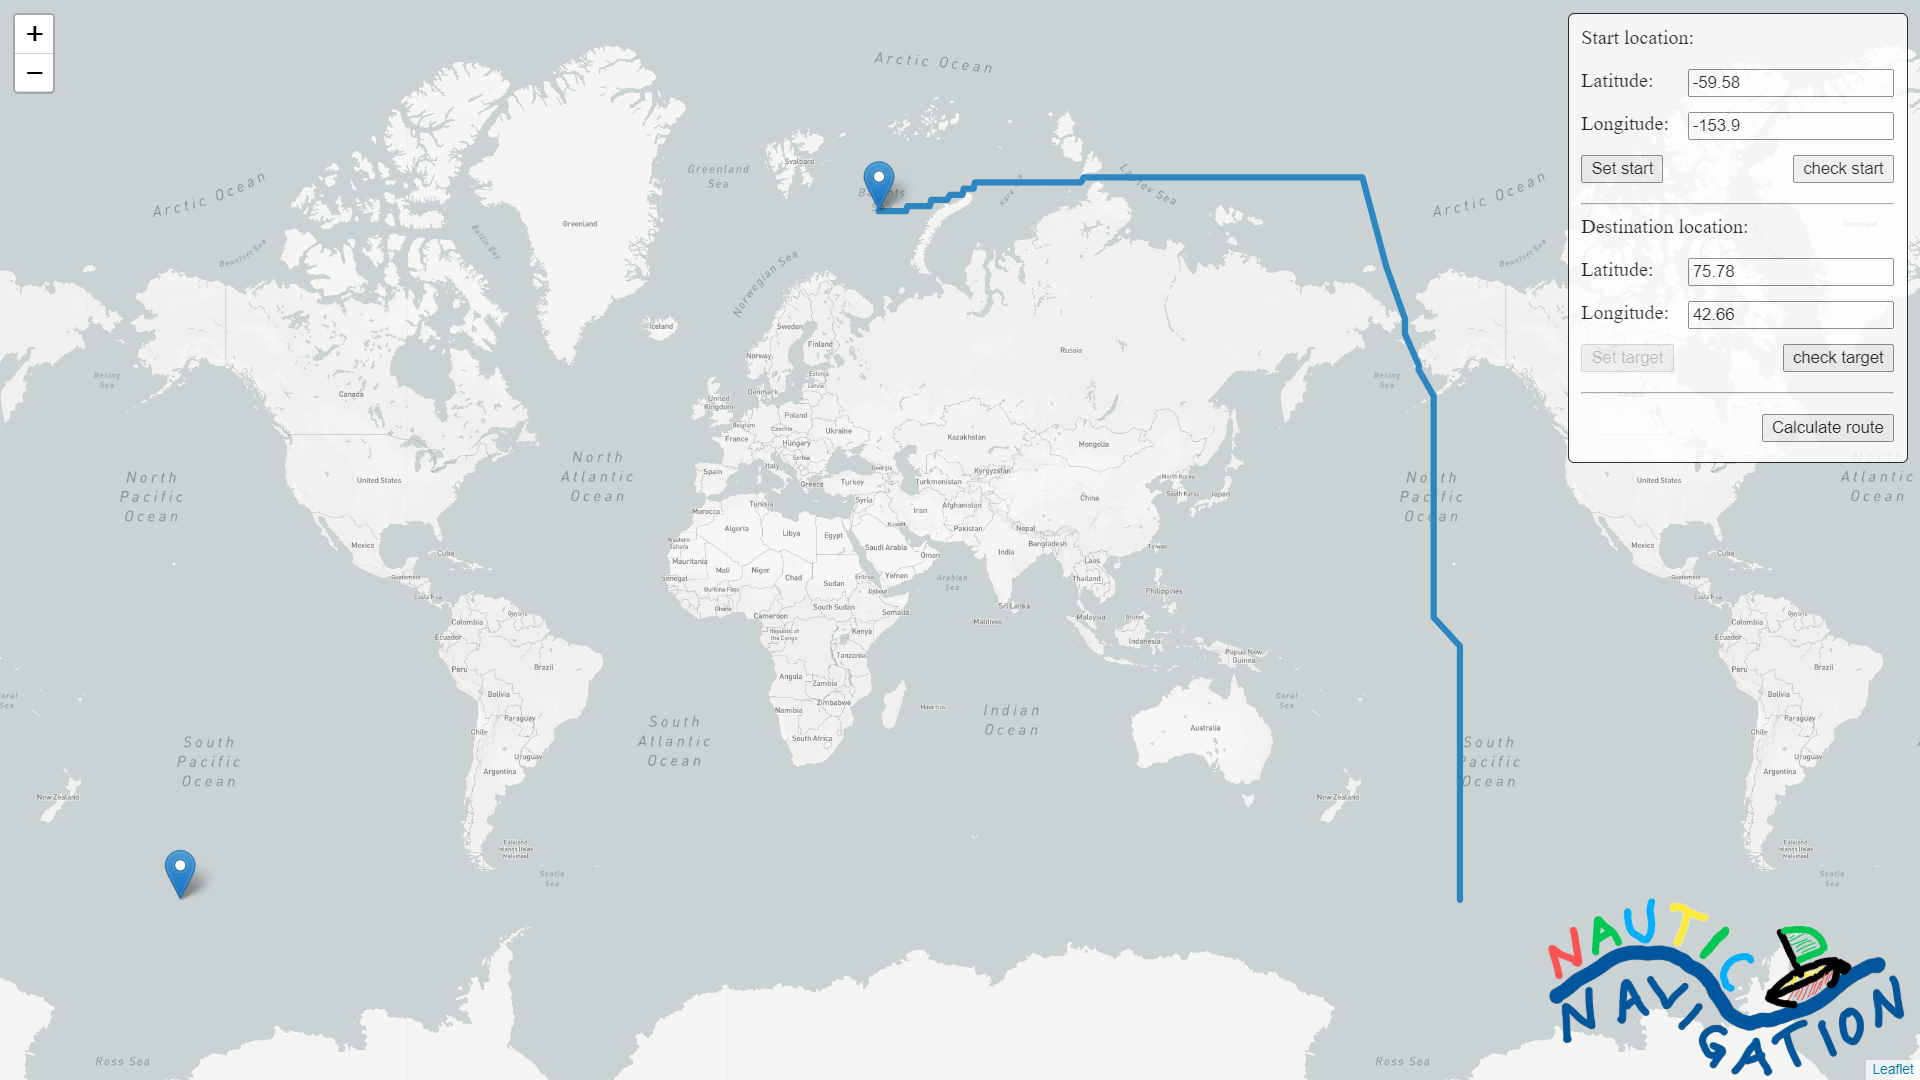 +
−
Start location:
Latitude: -59.58
Longitude: -153.9
Set start check start
Destination location:
Latitude: 75.78
Longitude: 42.66
Set target check target
Calculate route
Arctic Ocean
Arctic Ocean
Arctic Ocean
Greenland
Sea
Svalbard
Laptev Sea
Kara Sea
Beaufort Sea
Beaufort Sea
Baffin Bay
Greenland
Norwegian Sea
Iceland
Sweden
Finland
Norway
Russia
Estonia
Latvia
Denmark
United
Kingdom
Belgium
Poland
Czechia
Ukraine
France
Hungary
Serbia
Italy
Spain
Greece
Turkey
Georgia
Syria
Kazakhstan
Mongolia
Kyrgyzstan
Turkmenistan
Afghanistan
Iran
Pakistan
China
North Korea
South Korea
Japan
Nepal
Bangladesh
India
Taiwan
Laos
Thailand
Philippines
Sri Lanka
Maldives
Malaysia
Brunei
Indonesia
Papua New
Guinea
Morocco
Tunisia
Algeria
Libya
Egypt
Kuwait
Saudi Arabia
Oman
Yemen
Western
Sahara
Mauritania
Mali
Niger
Chad
Sudan
Eritrea
Djibouti
Senegal
Burkina Faso
Ghana
South Sudan
Somalia
Cameroon
Republic of
the Congo
Kenya
Tanzania
Angola
Zambia
Zimbabwe
Namibia
South Africa
Mauritius
Arabian
Sea
Indian
Ocean
Australia
Coral
Sea
New Zealand
New Zealand
Bering
Sea
Bering
Sea
Canada
United States
United States
Mexico
Mexico
Cuba
Cuba
Guatemala
Guatemala
Costa Rica
Costa Rica
Guyana
Guyana
Colombia
Colombia
Ecuador
Ecuador
Peru
Peru
Brazil
Brazil
Bolivia
Bolivia
Paraguay
Paraguay
Chile
Chile
Uruguay
Uruguay
Argentina
Argentina
Falkland
Islands (Islas
Malvinas)
Falkland
Islands (Islas
Malvinas)
Scotia
Sea
Scotia
Sea
North
Pacific
Ocean
North
Atlantic
Ocean
North
Pacific
Ocean
North
Atlantic
Ocean
South
Pacific
Ocean
South
Atlantic
Ocean
South
Pacific
Ocean
Ross Sea
Ross Sea
NAUTIC
NAVIGATION
Leaflet